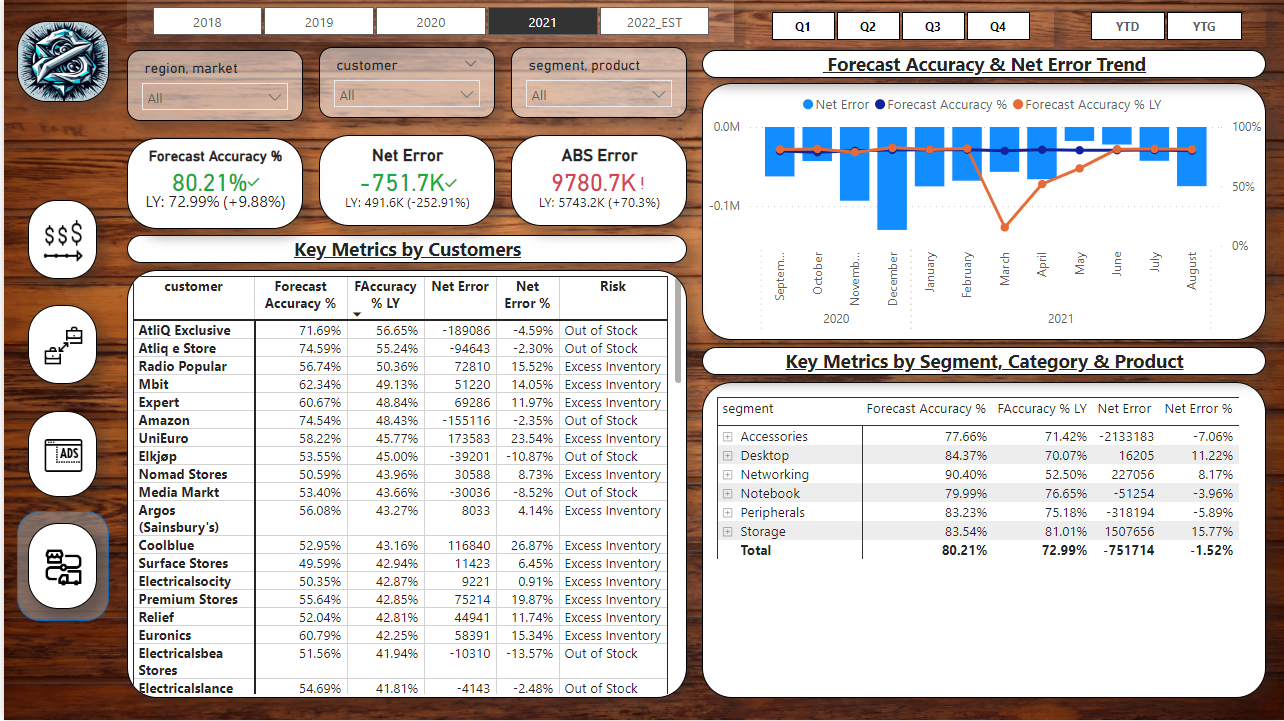 2018 2019 2020 2021 2022_EST
Q1 Q2 Q3 Q4 YTD YTG
region, market
All
customer
All
segment, product
All
Forecast Accuracy %
80.21%
LY: 72.99% (+9.88%)
Net Error
-751.7K
LY: 491.6K (-252.91%)
ABS Error
9780.7K !
LY: 5743.2K (+70.3%)
$$$
ADS
Key Metrics by Customers
customer Forecast Accuracy % FAccuracy % LY Net Error Net Error % Risk
AtliQ Exclusive 71.69% 56.65% -189086 -4.59% Out of Stock
Atliq e Store 74.59% 55.24% -94643 -2.30% Out of Stock
Radio Popular 56.74% 50.36% 72810 15.52% Excess Inventory
Mbit 62.34% 49.13% 51220 14.05% Excess Inventory
Expert 60.67% 48.84% 69286 11.97% Excess Inventory
Amazon 74.54% 48.43% -155116 -2.35% Out of Stock
UniEuro 58.22% 45.77% 173583 23.54% Excess Inventory
Elkjøp 53.55% 45.00% -39201 -10.87% Out of Stock
Nomad Stores 50.59% 43.96% 30588 8.73% Excess Inventory
Media Markt 53.40% 43.66% -30036 -8.52% Out of Stock
Argos (Sainsbury's) 56.08% 43.27% 8033 4.14% Excess Inventory
Coolblue 52.95% 43.16% 116840 26.87% Excess Inventory
Surface Stores 49.59% 42.94% 11423 6.45% Excess Inventory
Electricalsocity 50.35% 42.87% 9221 0.91% Excess Inventory
Premium Stores 55.64% 42.85% 75214 19.87% Excess Inventory
Relief 52.04% 42.81% 44941 11.74% Excess Inventory
Euronics 60.79% 42.25% 58391 15.34% Excess Inventory
Electricalsbea Stores 51.56% 41.94% -10310 -13.57% Out of Stock
Electricalslance 54.69% 41.81% -4143 -2.48% Out of Stock
Forecast Accuracy & Net Error Trend
Net Error Forecast Accuracy % Forecast Accuracy % LY
0.0M
-0.1M
100%
50%
0%
Septem... October Novemb... December January February March April May June July August
2020 2021
Key Metrics by Segment, Category & Product
segment Forecast Accuracy % FAccuracy % LY Net Error Net Error %
Accessories 77.66% 71.42% -2133183 -7.06%
Desktop 84.37% 70.07% 16205 11.22%
Networking 90.40% 52.50% 227056 8.17%
Notebook 79.99% 76.65% -51254 -3.96%
Peripherals 83.23% 75.18% -318194 -5.89%
Storage 83.54% 81.01% 1507656 15.77%
Total 80.21% 72.99% -751714 -1.52%